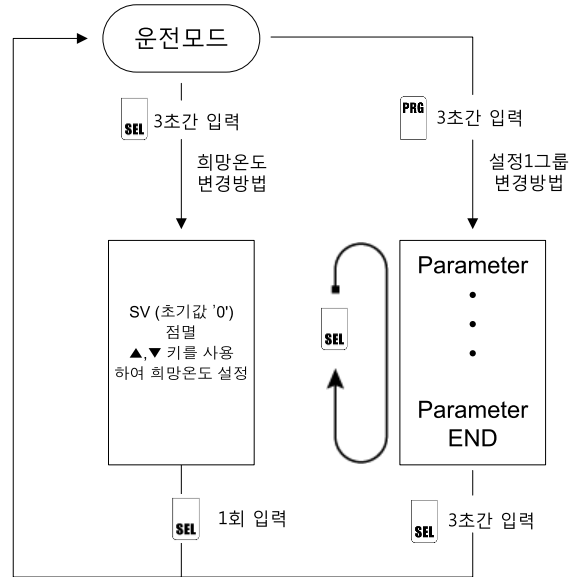 운전모드
SEL 3초간 입력
PRG 3초간 입력
희망온도
변경방법
설정1그룹
변경방법
SV (초기값 '0')
점멸
▲,▼ 키를 사용
하여 희망온도 설정
SEL
Parameter
•
•
•
Parameter
END
SEL 1회 입력
SEL 3초간 입력